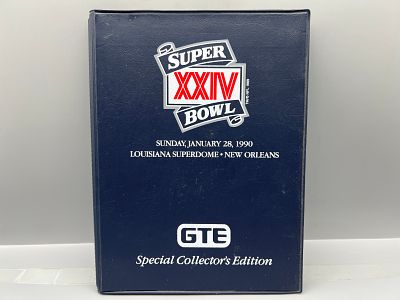 SUPER
XXIV
BOWL
SUNDAY, JANUARY 28, 1990
LOUISIANA SUPERDOME • NEW ORLEANS
GTE
Special Collector's Edition